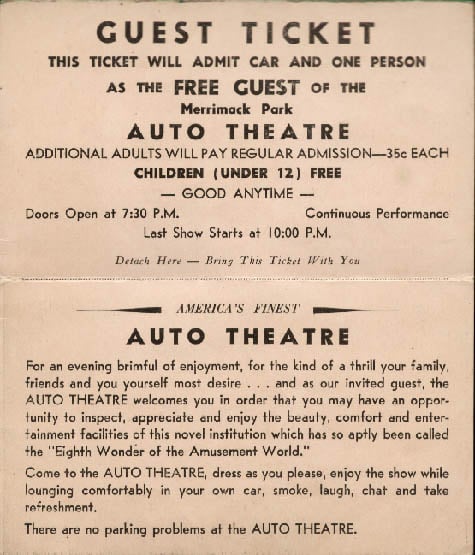 GUEST TICKET
THIS TICKET WILL ADMIT CAR AND ONE PERSON
AS THE FREE GUEST OF THE
Merrimack Park
AUTO THEATRE
ADDITIONAL ADULTS WILL PAY REGULAR ADMISSION—35c EACH
CHILDREN (UNDER 12) FREE
— GOOD ANYTIME —
Doors Open at 7:30 P.M. Continuous Performance
Last Show Starts at 10:00 P.M.
Detach Here — Bring This Ticket With You
AMERICA'S FINEST
AUTO THEATRE
For an evening brimful of enjoyment, for the kind of a thrill your family,
friends and you yourself most desire . . . and as our invited guest, the
AUTO THEATRE welcomes you in order that you may have an oppor-
tunity to inspect, appreciate and enjoy the beauty, comfort and enter-
tainment facilities of this novel institution which has so aptly been called
the "Eighth Wonder of the Amusement World."
Come to the AUTO THEATRE, dress as you please, enjoy the show while
lounging comfortably in your own car, smoke, laugh, chat and take
refreshment.
There are no parking problems at the AUTO THEATRE.